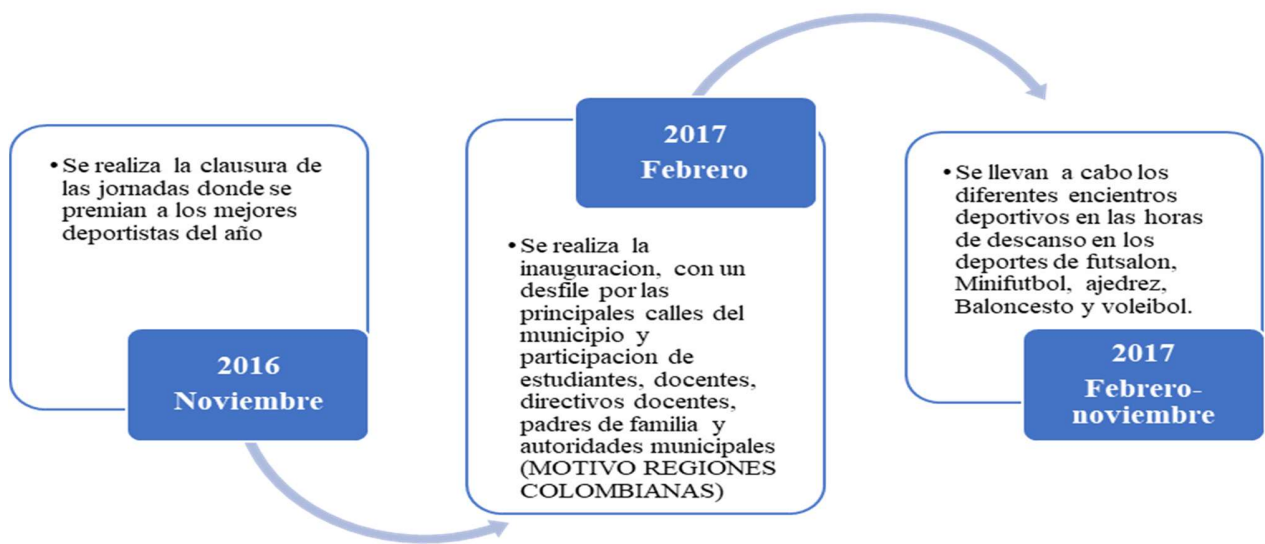 • Se realiza la clausura de
las jornadas donde se
premian a los mejores
deportistas del año
2016
Noviembre
2017
Febrero
• Se realiza la
inauguracion, con un
desfile por las
principales calles del
municipio y
participacion de
estudiantes, docentes,
directivos docentes,
padres de familia y
autoridades municipales
(MOTIVO REGIONES
COLOMBIANAS)
• Se llevan a cabo los
diferentes encientros
deportivos en las horas
de descanso en los
deportes de futsalon,
Minifutbol, ajedrez,
Baloncesto y voleibol.
2017
Febrero-
noviembre